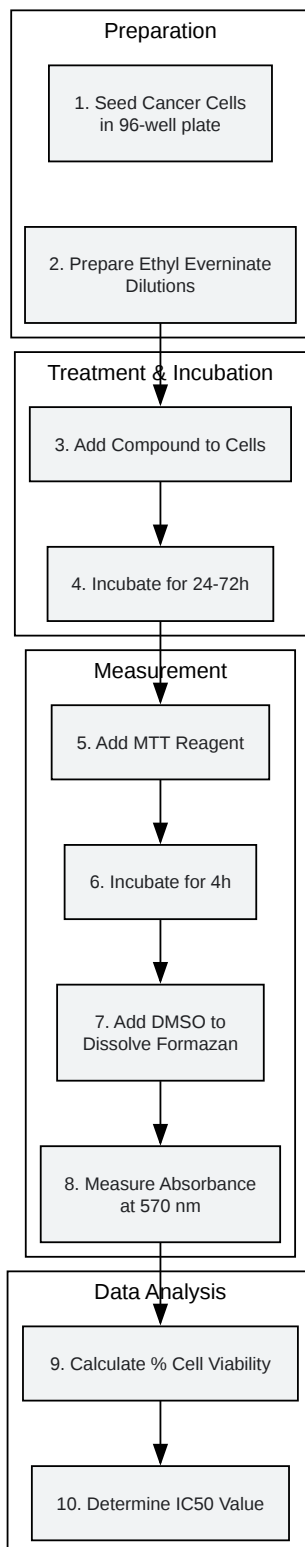 Preparation
1. Seed Cancer Cells
in 96-well plate
2. Prepare Ethyl Everninate
Dilutions
Treatment & Incubation
3. Add Compound to Cells
4. Incubate for 24-72h
Measurement
5. Add MTT Reagent
6. Incubate for 4h
7. Add DMSO to
Dissolve Formazan
8. Measure Absorbance
at 570 nm
Data Analysis
9. Calculate % Cell Viability
10. Determine IC50 Value